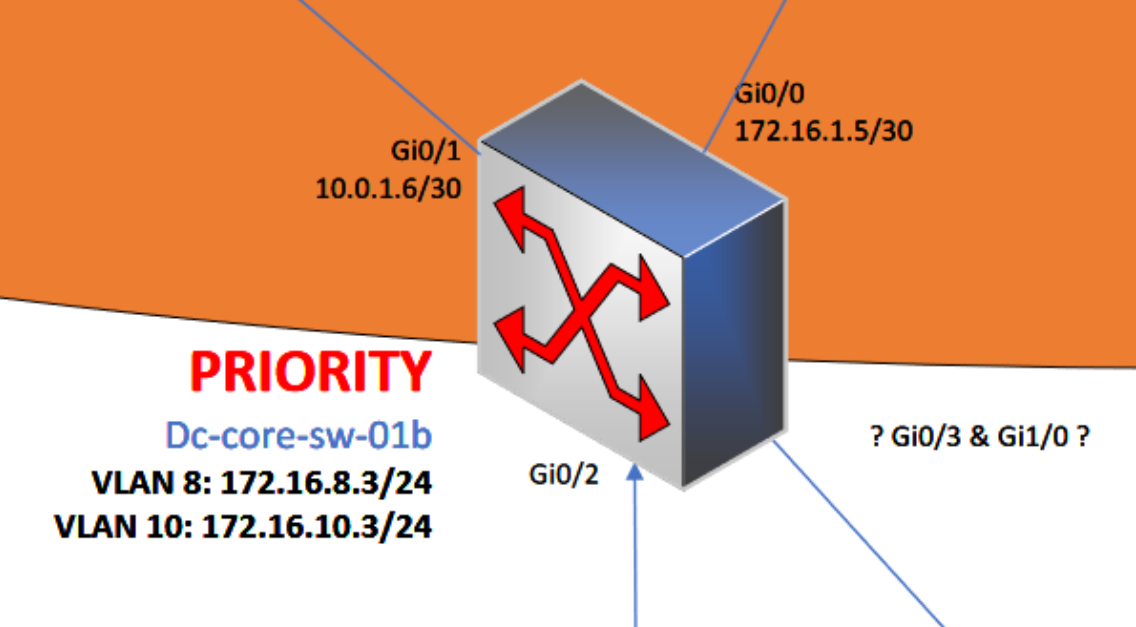 Gi0/0
172.16.1.5/30
Gi0/1
10.0.1.6/30
PRIORITY
Dc-core-sw-01b
VLAN 8: 172.16.8.3/24
VLAN 10: 172.16.10.3/24
Gi0/2
? Gi0/3 & Gi1/0 ?